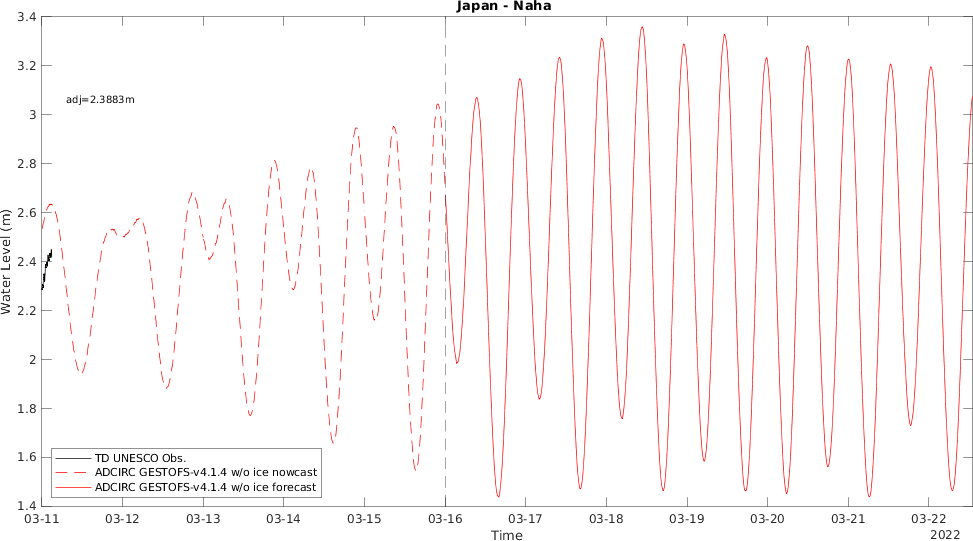 Japan - Naha
3.4
3.2
3
2.8
2.6
2.4
2.2
2
1.8
1.6
1.4
Water Level (m)
adj=2.3883m
TD UNESCO Obs.
ADCIRC GESTOFS-v4.1.4 w/o ice nowcast
ADCIRC GESTOFS-v4.1.4 w/o ice forecast
03-11 03-12 03-13 03-14 03-15 03-16 03-17 03-18 03-19 03-20 03-21 03-22
2022
Time